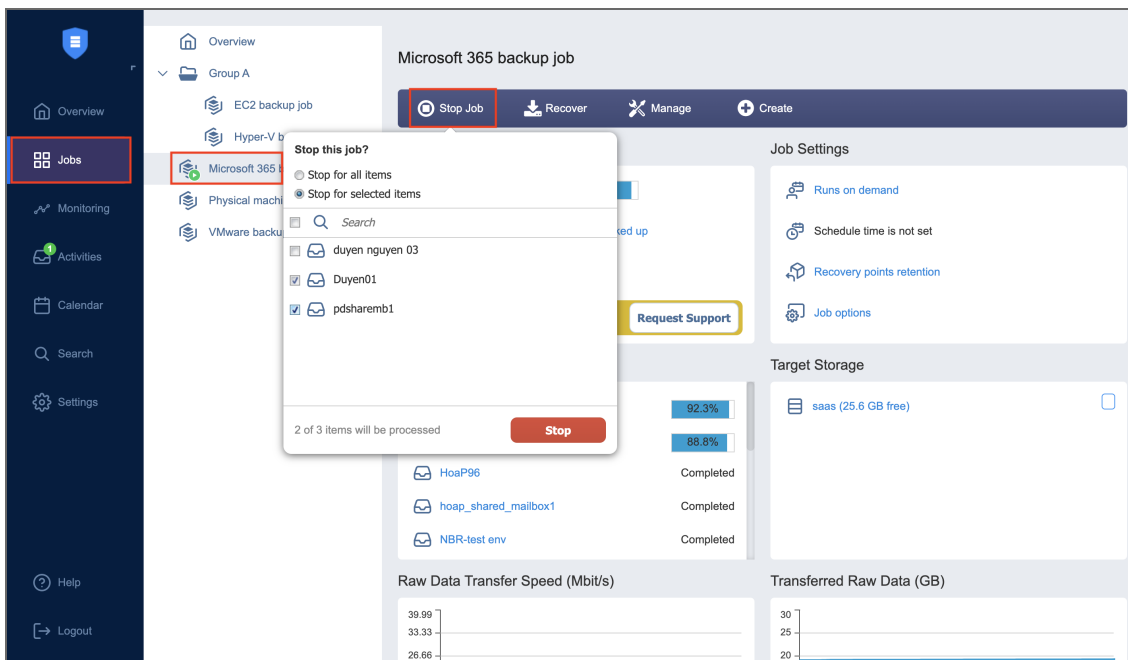 Overview
Jobs
Monitoring
1
Activities
Calendar
Search
Settings
Help
Logout
Overview
Group A
EC2 backup job
Hyper-V b
Microsoft 365 b
Physical machi
VMware backu
Microsoft 365 backup job
Stop Job
Recover
Manage
Create
Stop this job?
Stop for all items
Stop for selected items
Search
duyen nguyen 03
Duyen01
pdsharemb1
2 of 3 items will be processed
Stop
ked up
Request Support
92.3%
88.8%
HoaP96 Completed
hoap_shared_mailbox1 Completed
NBR-test env Completed
Job Settings
Runs on demand
Schedule time is not set
Recovery points retention
Job options
Target Storage
saas (25.6 GB free)
Raw Data Transfer Speed (Mbit/s)
39.99
33.33
26.66
Transferred Raw Data (GB)
30
25
20